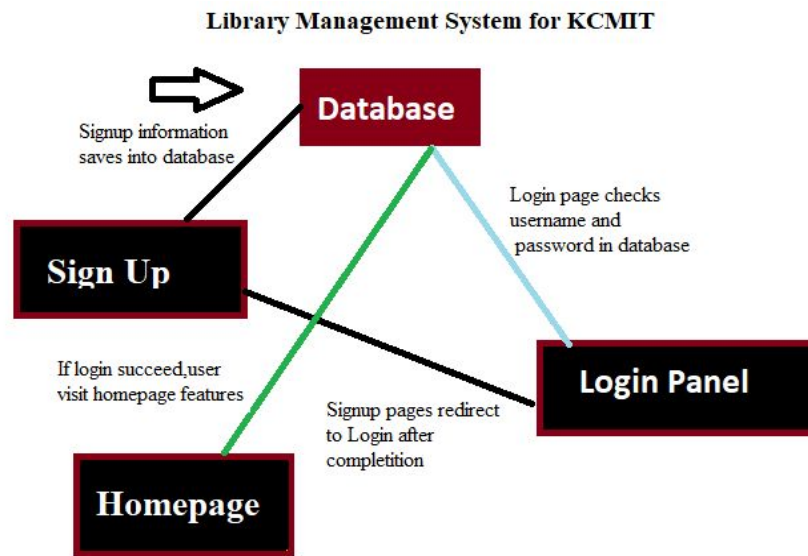 Library Management System for KCMIT
Database
Signup information
saves into database
Login page checks
username and
password in database
Sign Up
Login Panel
If login succeed,user
visit homepage features
Signup pages redirect
to Login after
completition
Homepage